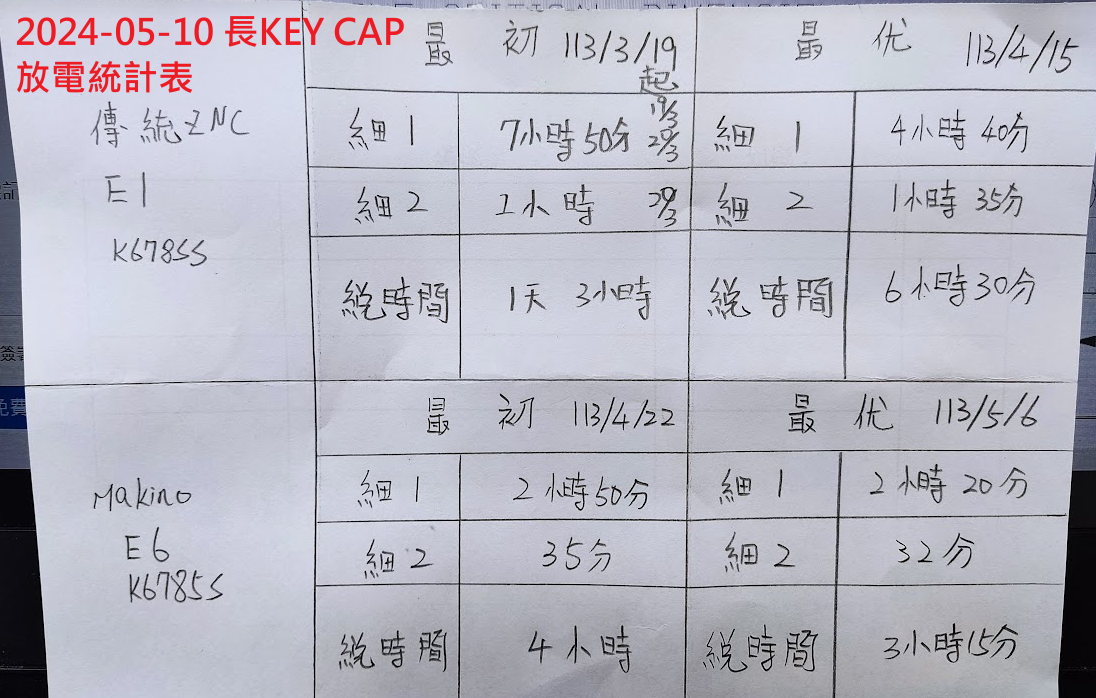 2024-05-10 長KEY CAP
放電統計表
傳統ZNC
E1
K6785S
最初 113/3/19
起
最优 113/4/15
細1 7小時50分 19/3 20/3
細1 4小時40分
細2 1小時 20/3
細2 1小時35分
総時間 1天3小時
総時間 6小時30分
Makino
E6
K6785S
最初 113/4/22
最优 113/5/6
細1 2小時50分
細1 2小時20分
細2 35分
細2 32分
総時間 4小時
総時間 3小時15分